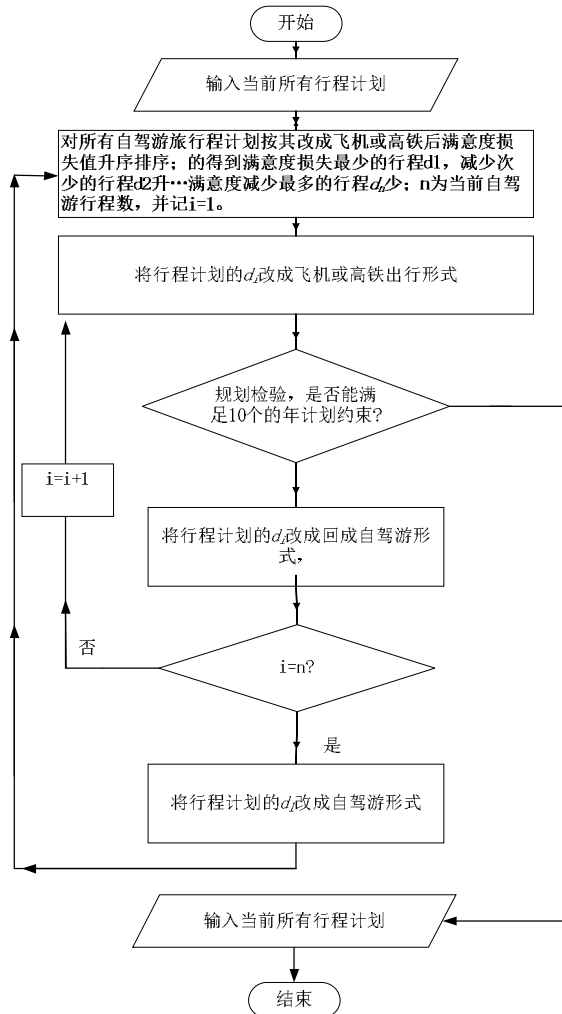 开始
输入当前所有行程计划
对所有自驾游旅行程计划按其改成飞机或高铁后满意度损
失值升序排序；的得到满意度损失最少的行程d1，减少次
少的行程d2升…满意度减少最多的行程dn少；n为当前自驾
游行程数，并记i=1。
将行程计划的di改成飞机或高铁出行形式
规划检验，是否能满
足10个的年计划约束?
i=i+1
将行程计划的di改成回成自驾游形
式，
否
i=n?
是
将行程计划的d1改成自驾游形式
输入当前所有行程计划
结束